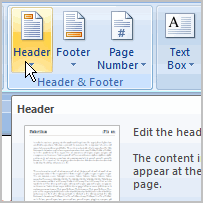 Header Footer Page Number Text Box
Header & Footer
Header
Edit the head
The content i
appear at the
page.